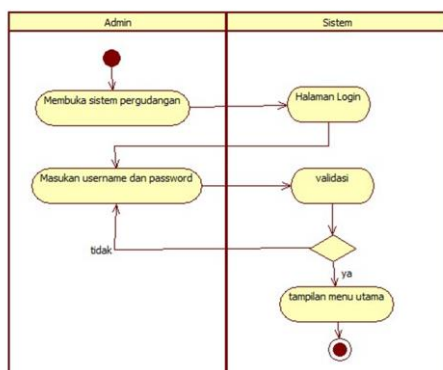 Admin
Sistem
Membuka sistem pergudangan
Halaman Login
Masukan username dan password
validasi
tidak
ya
tampilan menu utama